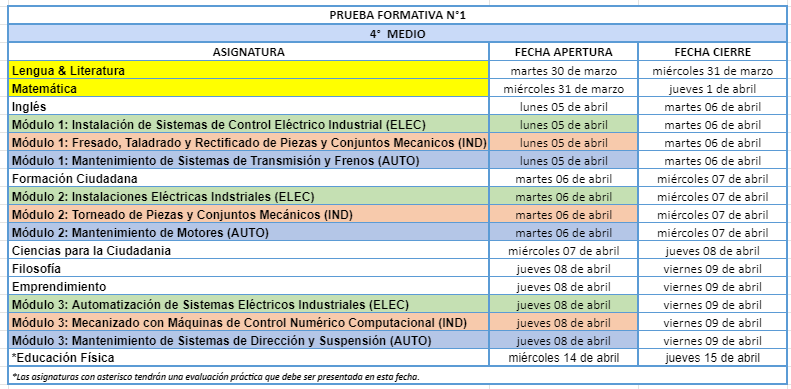 PRUEBA FORMATIVA N°1
4° MEDIO
ASIGNATURA FECHA APERTURA FECHA CIERRE
Lengua & Literatura martes 30 de marzo miércoles 31 de marzo
Matemática miércoles 31 de marzo jueves 1 de abril
Inglés lunes 05 de abril martes 06 de abril
Módulo 1: Instalación de Sistemas de Control Eléctrico Industrial (ELEC) lunes 05 de abril martes 06 de abril
Módulo 1: Fresado, Taladrado y Rectificado de Piezas y Conjuntos Mecanicos (IND) lunes 05 de abril martes 06 de abril
Módulo 1: Mantenimiento de Sistemas de Transmisión y Frenos (AUTO) lunes 05 de abril martes 06 de abril
Formación Ciudadana martes 06 de abril miércoles 07 de abril
Módulo 2: Instalaciones Eléctricas Indstriales (ELEC) martes 06 de abril miércoles 07 de abril
Módulo 2: Torneado de Piezas y Conjuntos Mecánicos (IND) martes 06 de abril miércoles 07 de abril
Módulo 2: Mantenimiento de Motores (AUTO) martes 06 de abril miércoles 07 de abril
Ciencias para la Ciudadania miércoles 07 de abril jueves 08 de abril
Filosofía jueves 08 de abril viernes 09 de abril
Emprendimiento jueves 08 de abril viernes 09 de abril
Módulo 3: Automatización de Sistemas Eléctricos Industriales (ELEC) jueves 08 de abril viernes 09 de abril
Módulo 3: Mecanizado con Máquinas de Control Numérico Computacional (IND) jueves 08 de abril viernes 09 de abril
Módulo 3: Mantenimiento de Sistemas de Dirección y Suspensión (AUTO) jueves 08 de abril viernes 09 de abril
*Educación Física miércoles 14 de abril jueves 15 de abril
*Las asignaturas con asterisco tendrán una evaluación práctica que debe ser presentada en esta fecha.